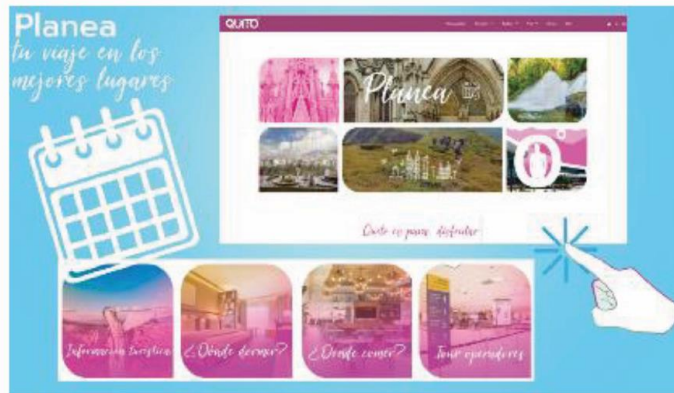 Planea
tu viaje en los
mejores lugares
QUITO
Planea
Quito es para disfrutar
Información turística
¿Dónde dormir?
¿Donde comer?
Tour operadores